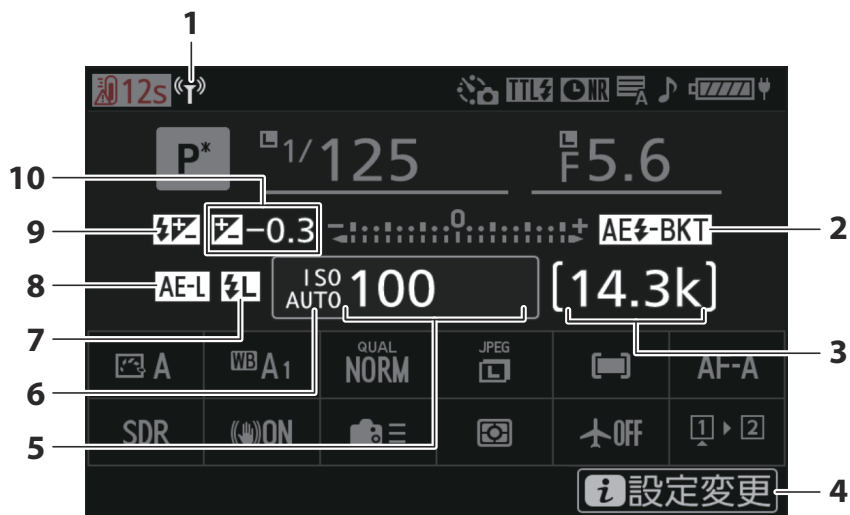 1
12s TTL NR A
P* L 1/125 L F5.6
10
9 -0.3 - 0 + AE-BKT 2
8 AE-L L ISO AUTO 100 [14.3k]
7
6 A WB A1 QUAL NORM JPEG L AF-A 3
5 SDR ON OFF 1 2
i 設定変更 4